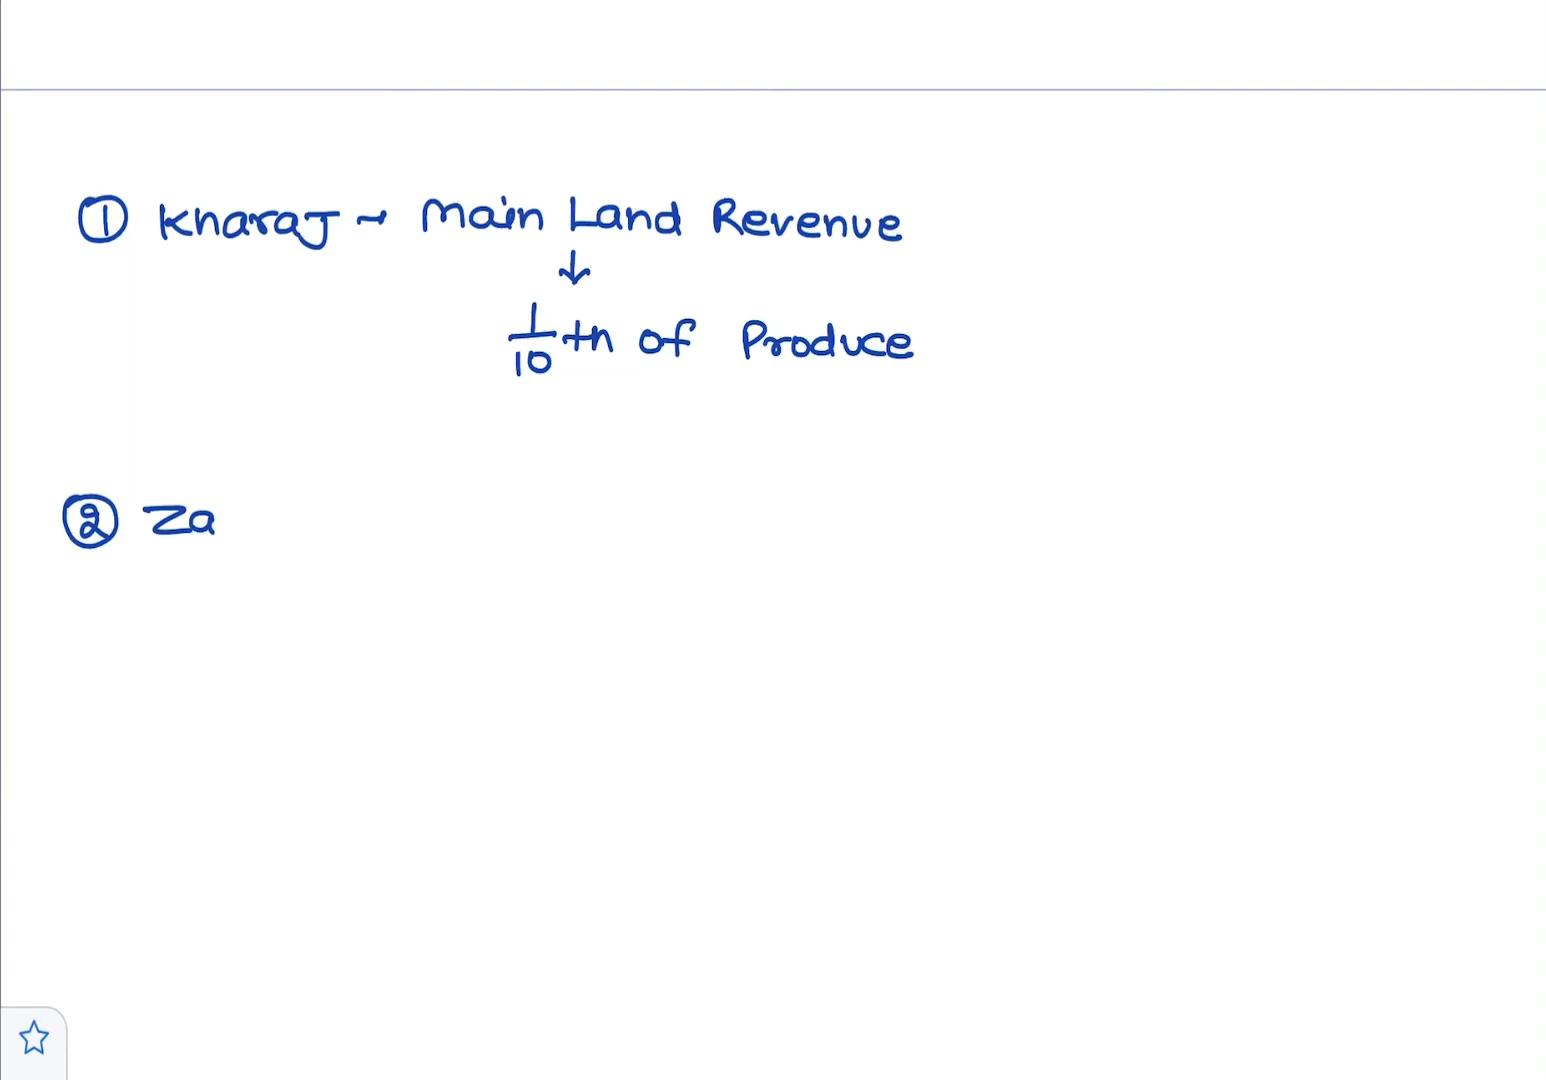 ① Kharaj ~ Main Land Revenue
↓
1/10 th of Produce
② Za